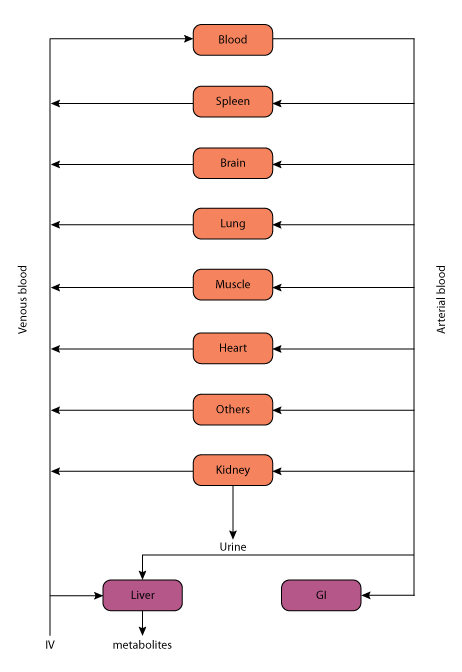 Blood
Spleen
Brain
Lung
Venous blood
Arterial blood
Muscle
Heart
Others
Kidney
Urine
Liver
GI
IV
metabolites